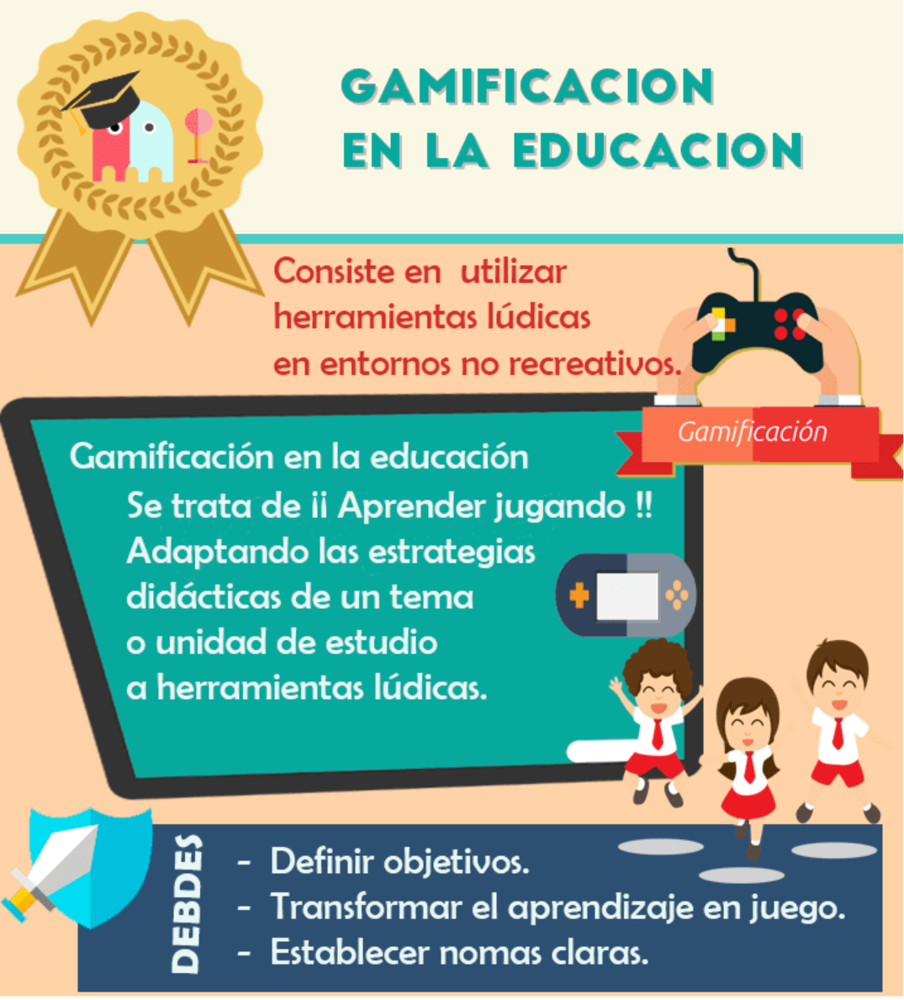 GAMIFICACION
EN LA EDUCACION
Consiste en utilizar
herramientas lúdicas
en entornos no recreativos.
Gamificación
Gamificación en la educación
Se trata de ¡¡ Aprender jugando !!
Adaptando las estrategias
didácticas de un tema
o unidad de estudio
a herramientas lúdicas.
DEBDES
- Definir objetivos.
- Transformar el aprendizaje en juego.
- Establecer nomas claras.